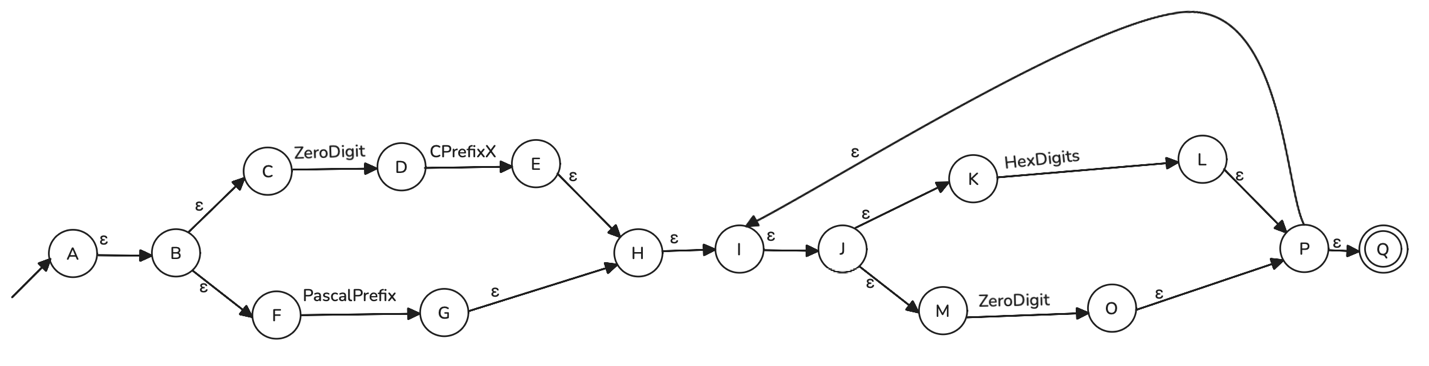 ε
ε
HexDigits
L
ZeroDigit
CPrefixX
E
D
C
K
ε
ε
ε
ε
ε
ε
ε
ε
ε
A
B
H
I
J
P
Q
ε
ε
PascalPrefix
ε
ZeroDigit
ε
F
G
M
O